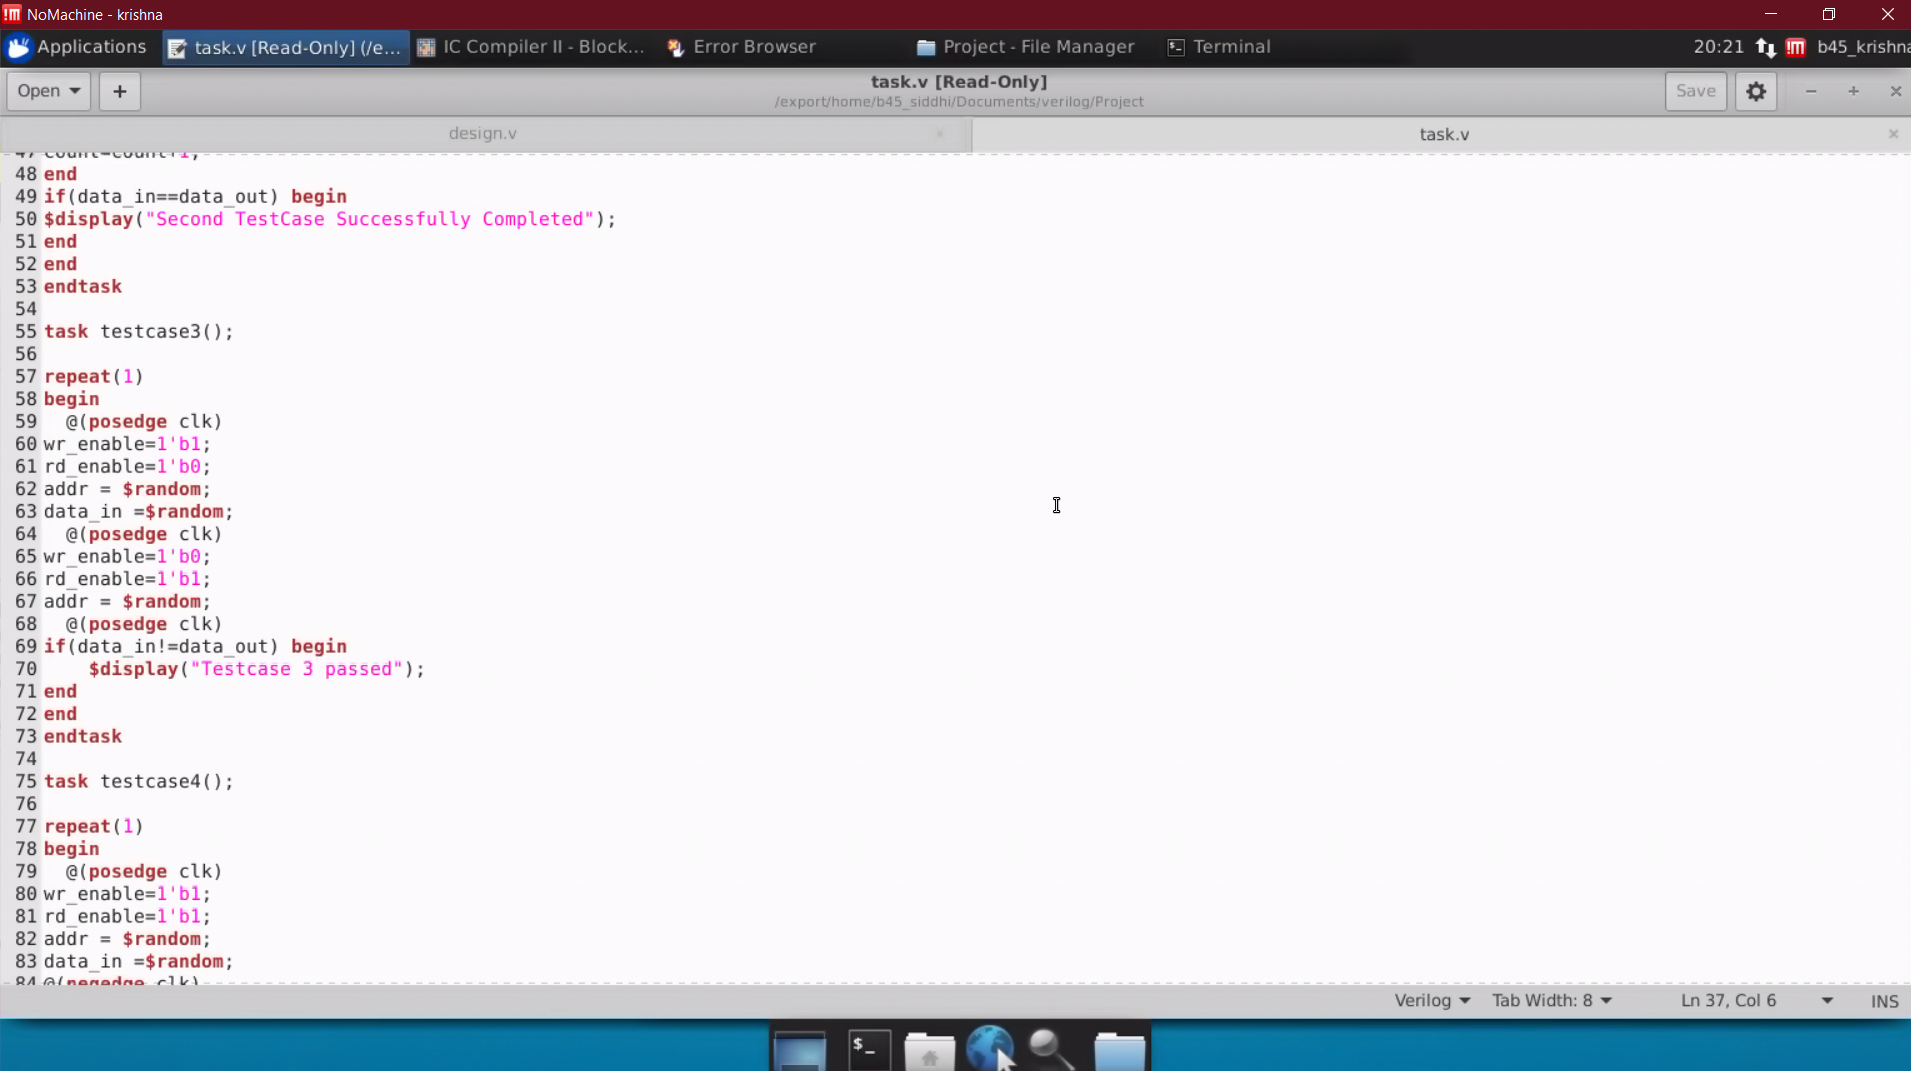 NoMachine - krishna
Applications task.v [Read-Only] (/e... IC Compiler II - Block... Error Browser Project - File Manager Terminal 20:21 b45_krishna
Open + task.v [Read-Only] Save
/export/home/b45_siddhi/Documents/verilog/Project
design.v task.v
47 count=count+1;
48 end
49 if(data_in==data_out) begin
50 $display("Second TestCase Successfully Completed");
51 end
52 end
53 endtask
54
55 task testcase3();
56
57 repeat(1)
58 begin
59 @(posedge clk)
60 wr_enable=1'b1;
61 rd_enable=1'b0;
62 addr = $random;
63 data_in =$random;
64 @(posedge clk)
65 wr_enable=1'b0;
66 rd_enable=1'b1;
67 addr = $random;
68 @(posedge clk)
69 if(data_in!=data_out) begin
70 $display("Testcase 3 passed");
71 end
72 end
73 endtask
74
75 task testcase4();
76
77 repeat(1)
78 begin
79 @(posedge clk)
80 wr_enable=1'b1;
81 rd_enable=1'b1;
82 addr = $random;
83 data_in =$random;
84 @(negedge clk)
Verilog Tab Width: 8 Ln 37, Col 6 INS
$_